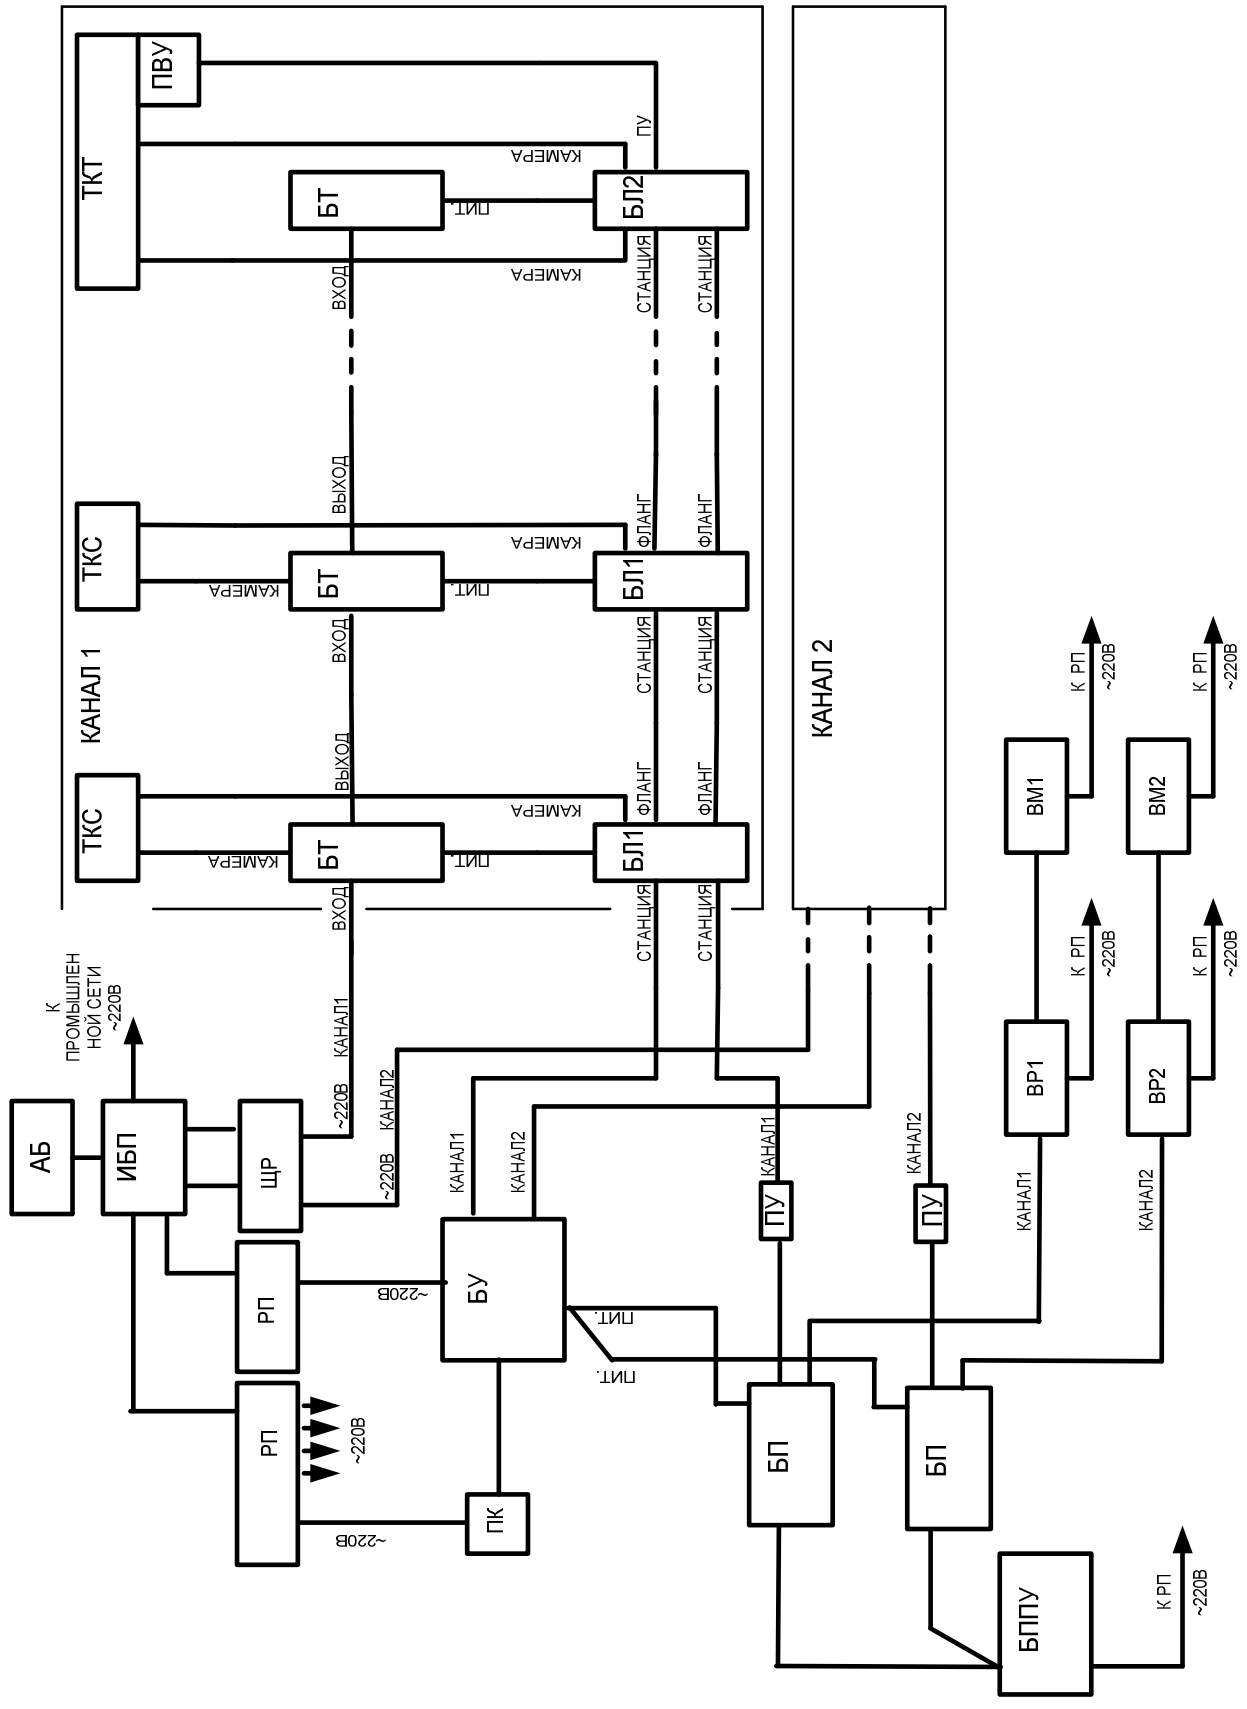 ТКТ
ПВУ
КАМЕРА
ПУ
БТ
ПИТ.
БЛ2
КАМЕРА
ВХОД
СТАНЦИЯ
СТАНЦИЯ
ВЫХОД
ФЛАНГ
ФЛАНГ
ТКС
КАМЕРА
КАМЕРА
БТ
ПИТ.
БЛ1
ВХОД
СТАНЦИЯ
СТАНЦИЯ
КАНАЛ 1
КАНАЛ 2
ВЫХОД
ФЛАНГ
ФЛАНГ
ТКС
КАМЕРА
КАМЕРА
БТ
ПИТ.
БЛ1
ВХОД
СТАНЦИЯ
СТАНЦИЯ
К
ПРОМЫШЛЕН
НОЙ СЕТИ
~220В
АБ
ИБП
ЩР
~220В
КАНАЛ1
~220В
КАНАЛ2
КАНАЛ1
КАНАЛ2
КАНАЛ1
КАНАЛ2
ПУ
ПУ
РП
~220В
БУ
ПИТ.
ПИТ.
РП
~220В
~220В
ПК
БП
БП
БППУ
К РП
~220В
КАНАЛ1
КАНАЛ2
ВР1
К РП
~220В
ВМ1
К РП
~220В
ВР2
К РП
~220В
ВМ2
К РП
~220В